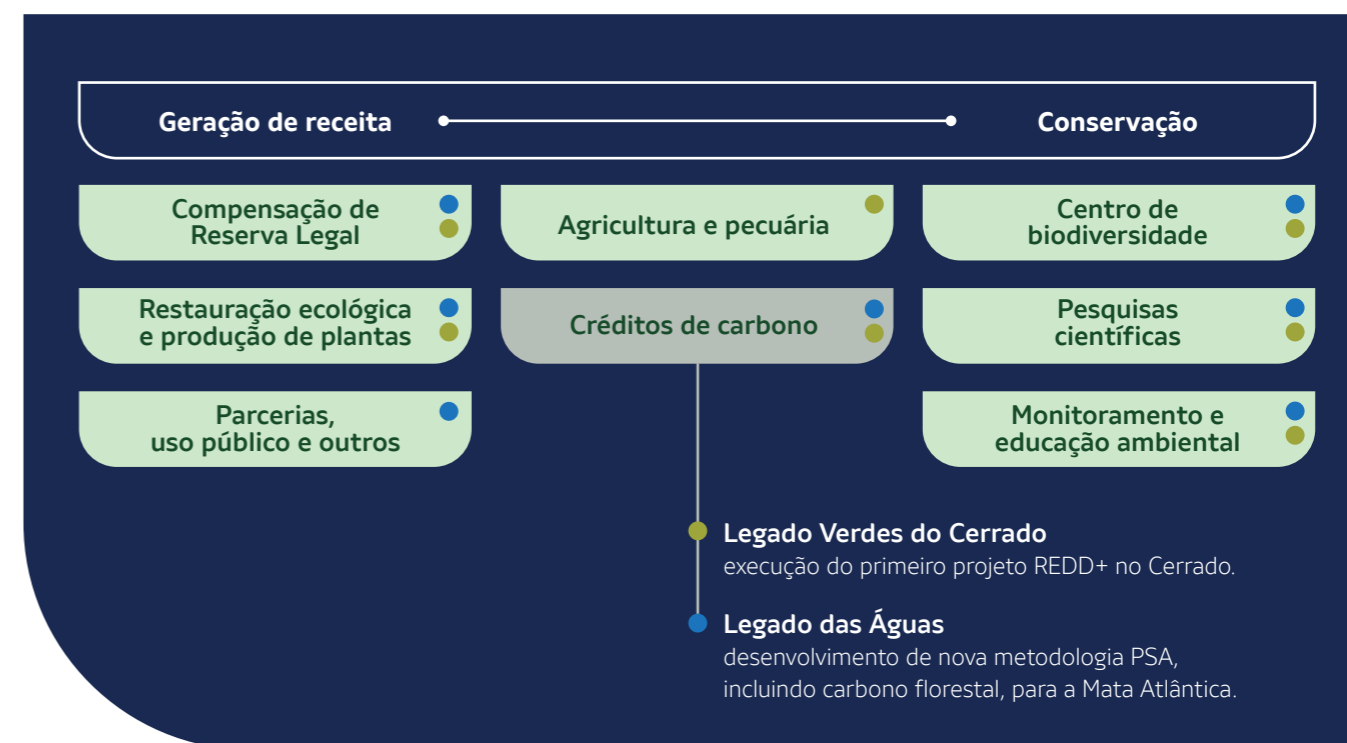 Geração de receita
Conservação
Compensação de
Reserva Legal
Agricultura e pecuária
Centro de
biodiversidade
Restauração ecológica
e produção de plantas
Créditos de carbono
Pesquisas
científicas
Parcerias,
uso público e outros
Monitoramento e
educação ambiental
Legado Verdes do Cerrado
execução do primeiro projeto REDD+ no Cerrado.
Legado das Águas
desenvolvimento de nova metodologia PSA,
incluindo carbono florestal, para a Mata Atlântica.